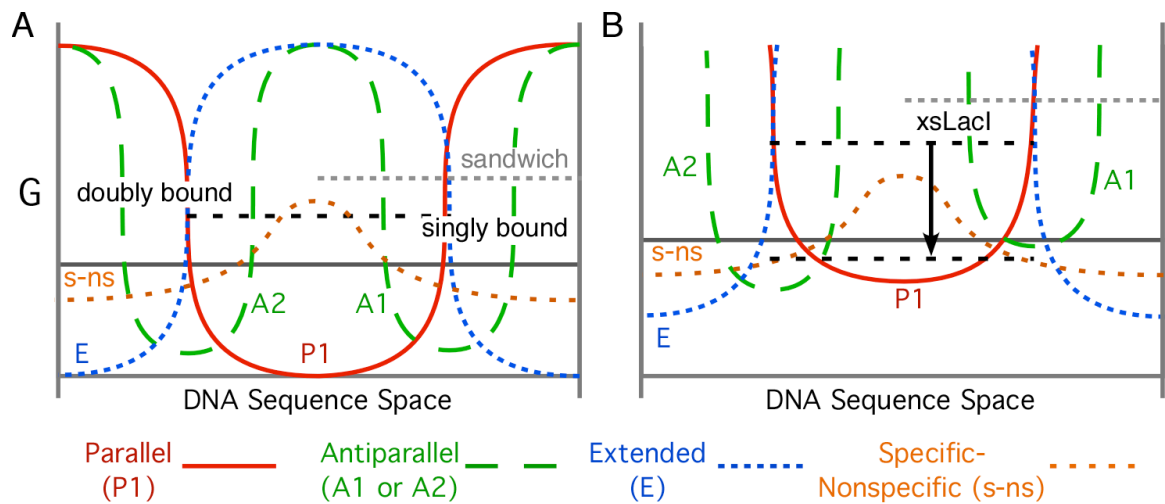 A
B
sandwich
doubly bound
G
singly bound
s-ns
A2
A1
P1
E
DNA Sequence Space
xsLacI
A2
A1
s-ns
P1
E
DNA Sequence Space
Parallel
(P1)
Antiparallel
(A1 or A2)
Extended
(E)
Specific-
Nonspecific (s-ns)